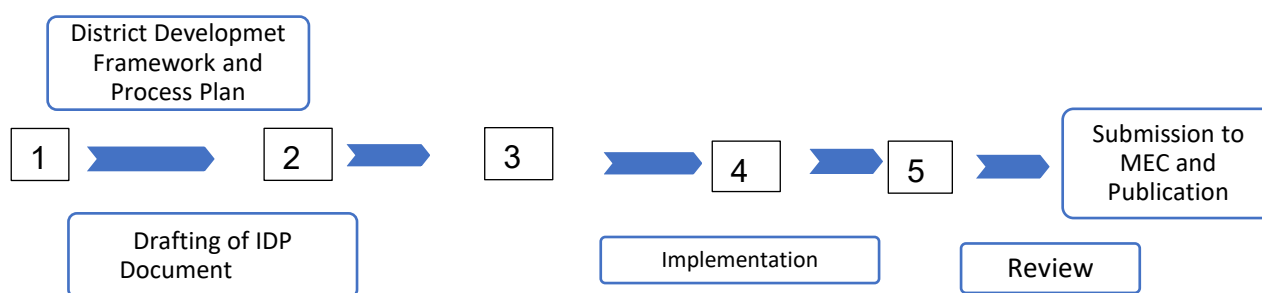 District Developmet
Framework and
Process Plan
1
2
3
4
5
Submission to
MEC and
Publication
Drafting of IDP
Document
Implementation
Review